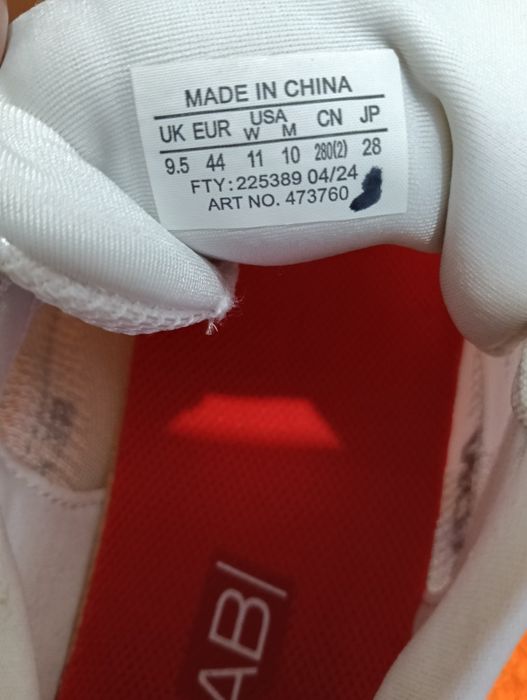 MADE IN CHINA
UK EUR USA W M CN JP
9.5 44 11 10 280(2) 28
FTY: 225389 04/24
ART NO. 473760
AB/